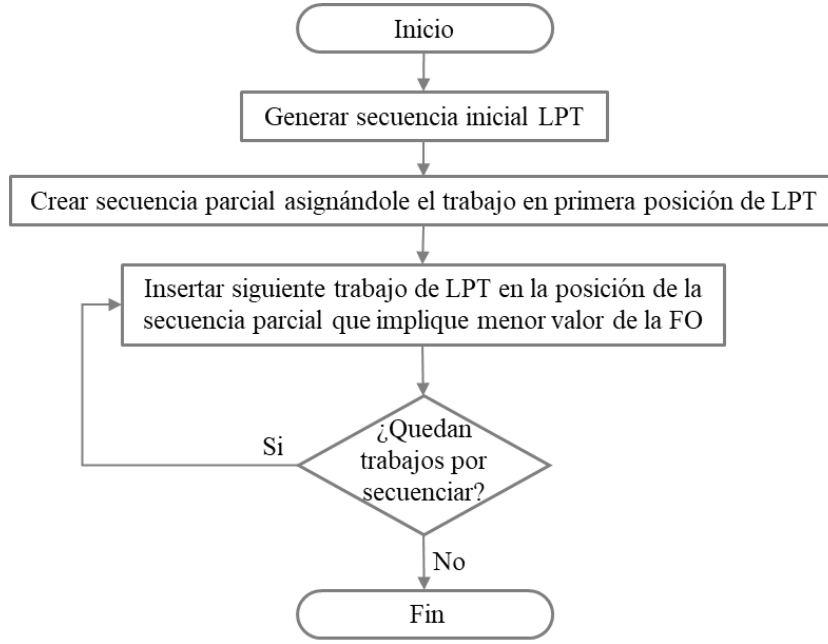 Inicio
Generar secuencia inicial LPT
Crear secuencia parcial asignándole el trabajo en primera posición de LPT
Insertar siguiente trabajo de LPT en la posición de la
secuencia parcial que implique menor valor de la FO
Si
¿Quedan
trabajos por
secuenciar?
No
Fin